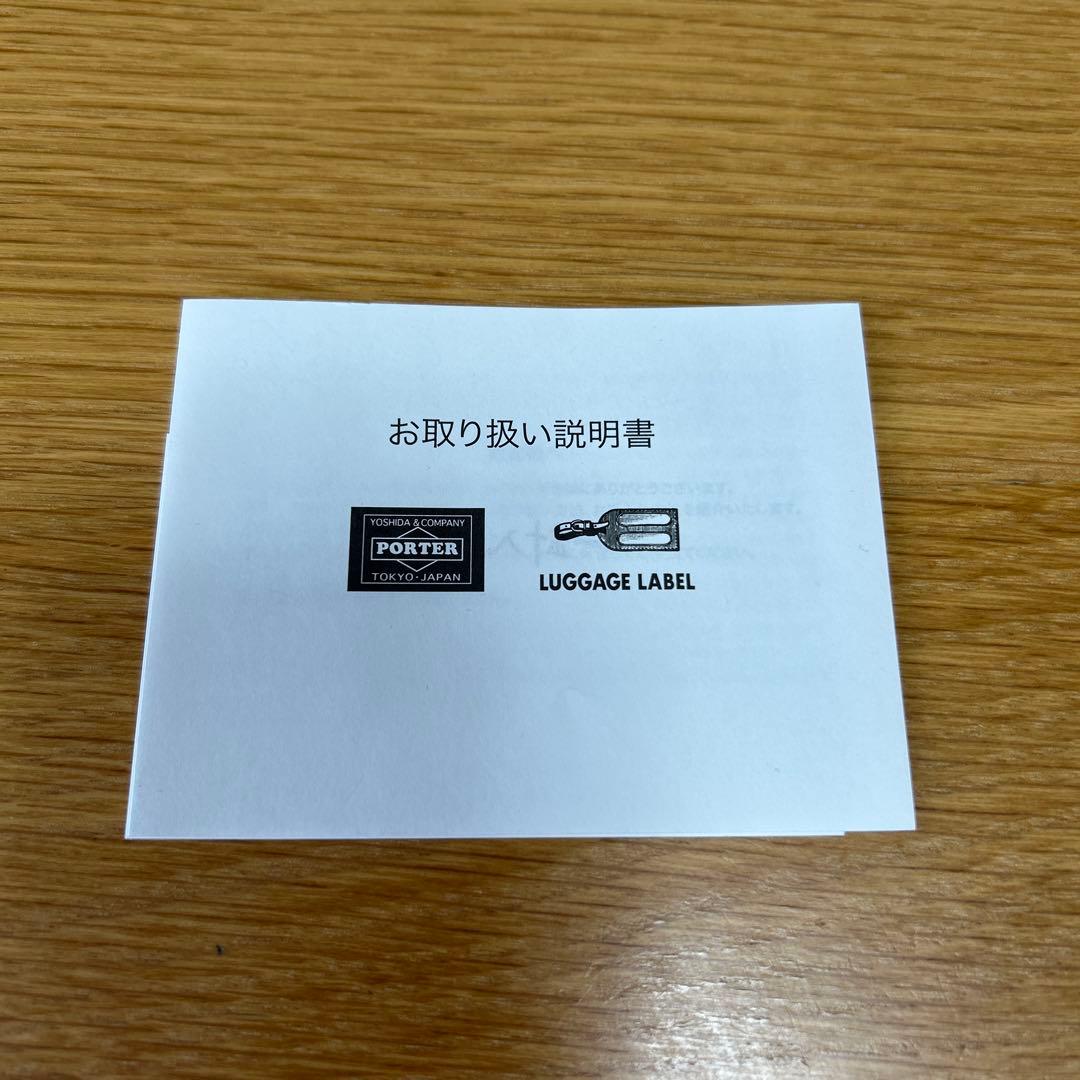 お取り扱い説明書
YOSHIDA & COMPANY
PORTER
TOKYO・JAPAN
LUGGAGE LABEL